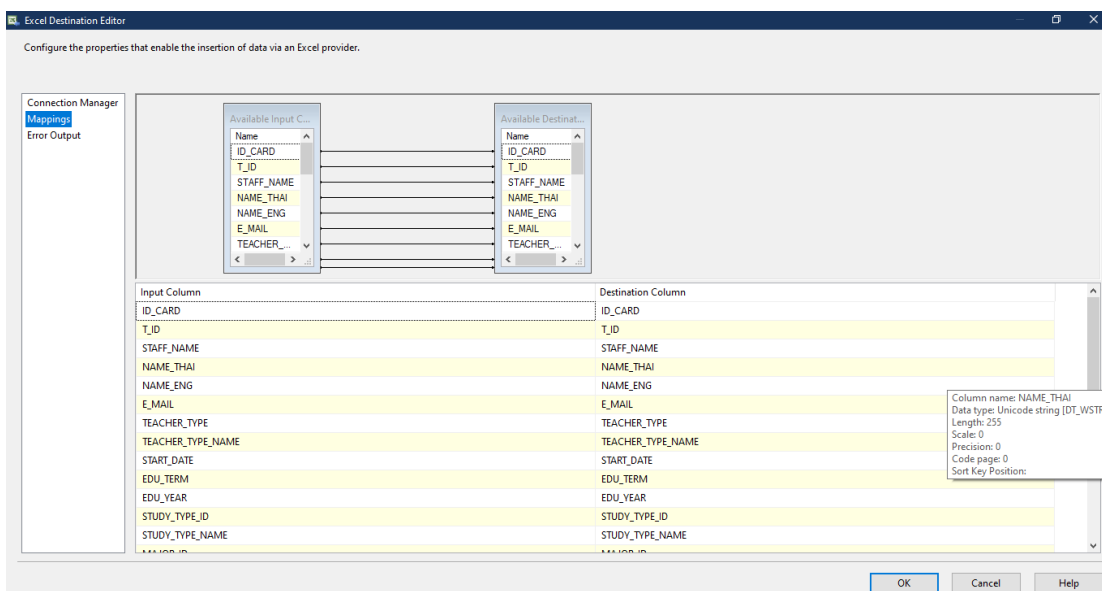 Excel Destination Editor
Configure the properties that enable the insertion of data via an Excel provider.
Connection Manager
Mappings
Error Output
Available Input C...
Name
ID_CARD
T_ID
STAFF_NAME
NAME_THAI
NAME_ENG
E_MAIL
TEACHER_...
Available Destinat...
Name
ID_CARD
T_ID
STAFF_NAME
NAME_THAI
NAME_ENG
E_MAIL
TEACHER_...
Input Column Destination Column
ID_CARD ID_CARD
T_ID T_ID
STAFF_NAME STAFF_NAME
NAME_THAI NAME_THAI
NAME_ENG NAME_ENG
E_MAIL E_MAIL
TEACHER_TYPE TEACHER_TYPE
TEACHER_TYPE_NAME TEACHER_TYPE_NAME
START_DATE START_DATE
EDU_TERM EDU_TERM
EDU_YEAR EDU_YEAR
STUDY_TYPE_ID STUDY_TYPE_ID
STUDY_TYPE_NAME STUDY_TYPE_NAME
MAJOR_ID MAJOR_ID
Column name: NAME_THAI
Data type: Unicode string [DT_WSTR
Length: 255
Scale: 0
Precision: 0
Code page: 0
Sort Key Position:
OK Cancel Help